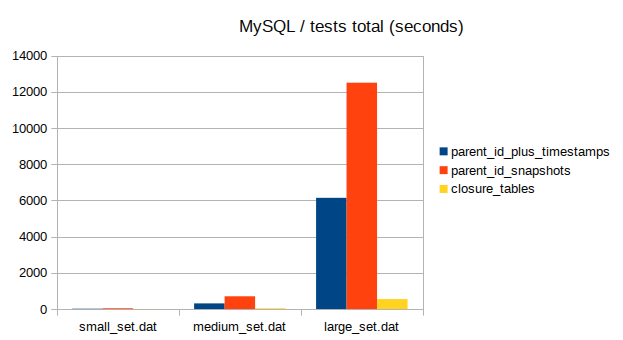 MySQL / tests total (seconds)
14000
12000
10000
8000
6000
4000
2000
0
small_set.dat
medium_set.dat
large_set.dat
parent_id_plus_timestamps
parent_id_snapshots
closure_tables